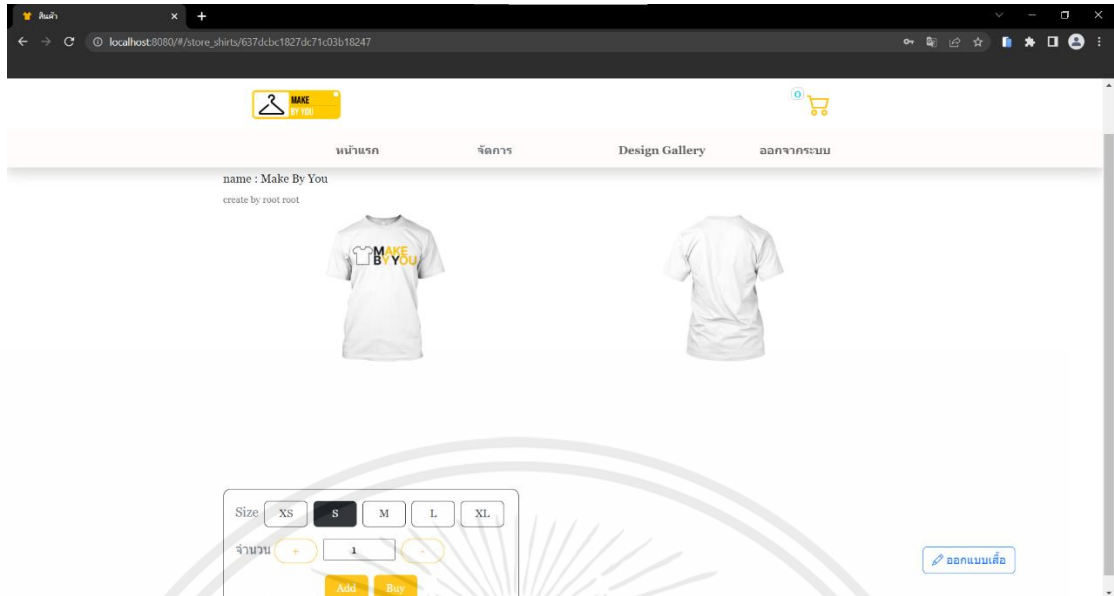 สินค้า
localhost:8080/#/store_shirts/637dcbc1827dc71c03b18247
MAKE
BY YOU
0
หน้าแรก จัดการ Design Gallery ออกจากระบบ
name : Make By You
create by root root
MAKE
BY YOU
Size XS S M L XL
จำนวน + 1 -
ออกแบบเสื้อ
Add Buy